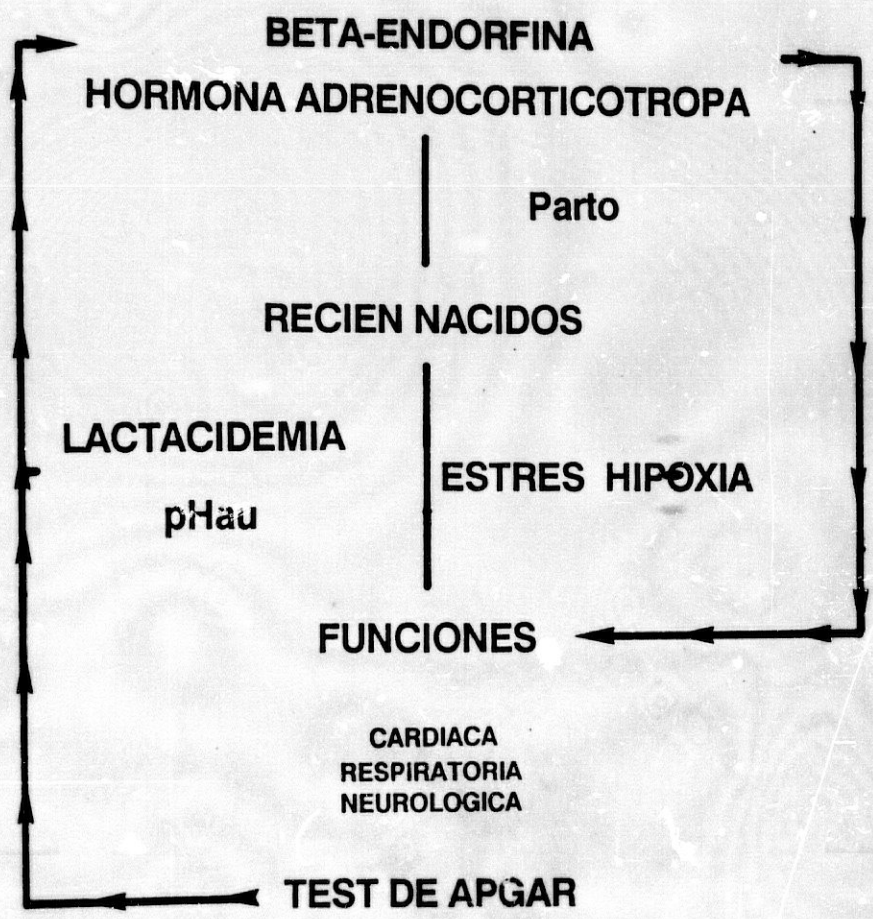 BETA-ENDORFINA
HORMONA ADRENOCORTICOTROPA
Parto
RECIEN NACIDOS
LACTACIDEMIA
pHau
ESTRES HIPOXIA
FUNCIONES
CARDIACA
RESPIRATORIA
NEUROLOGICA
TEST DE APGAR